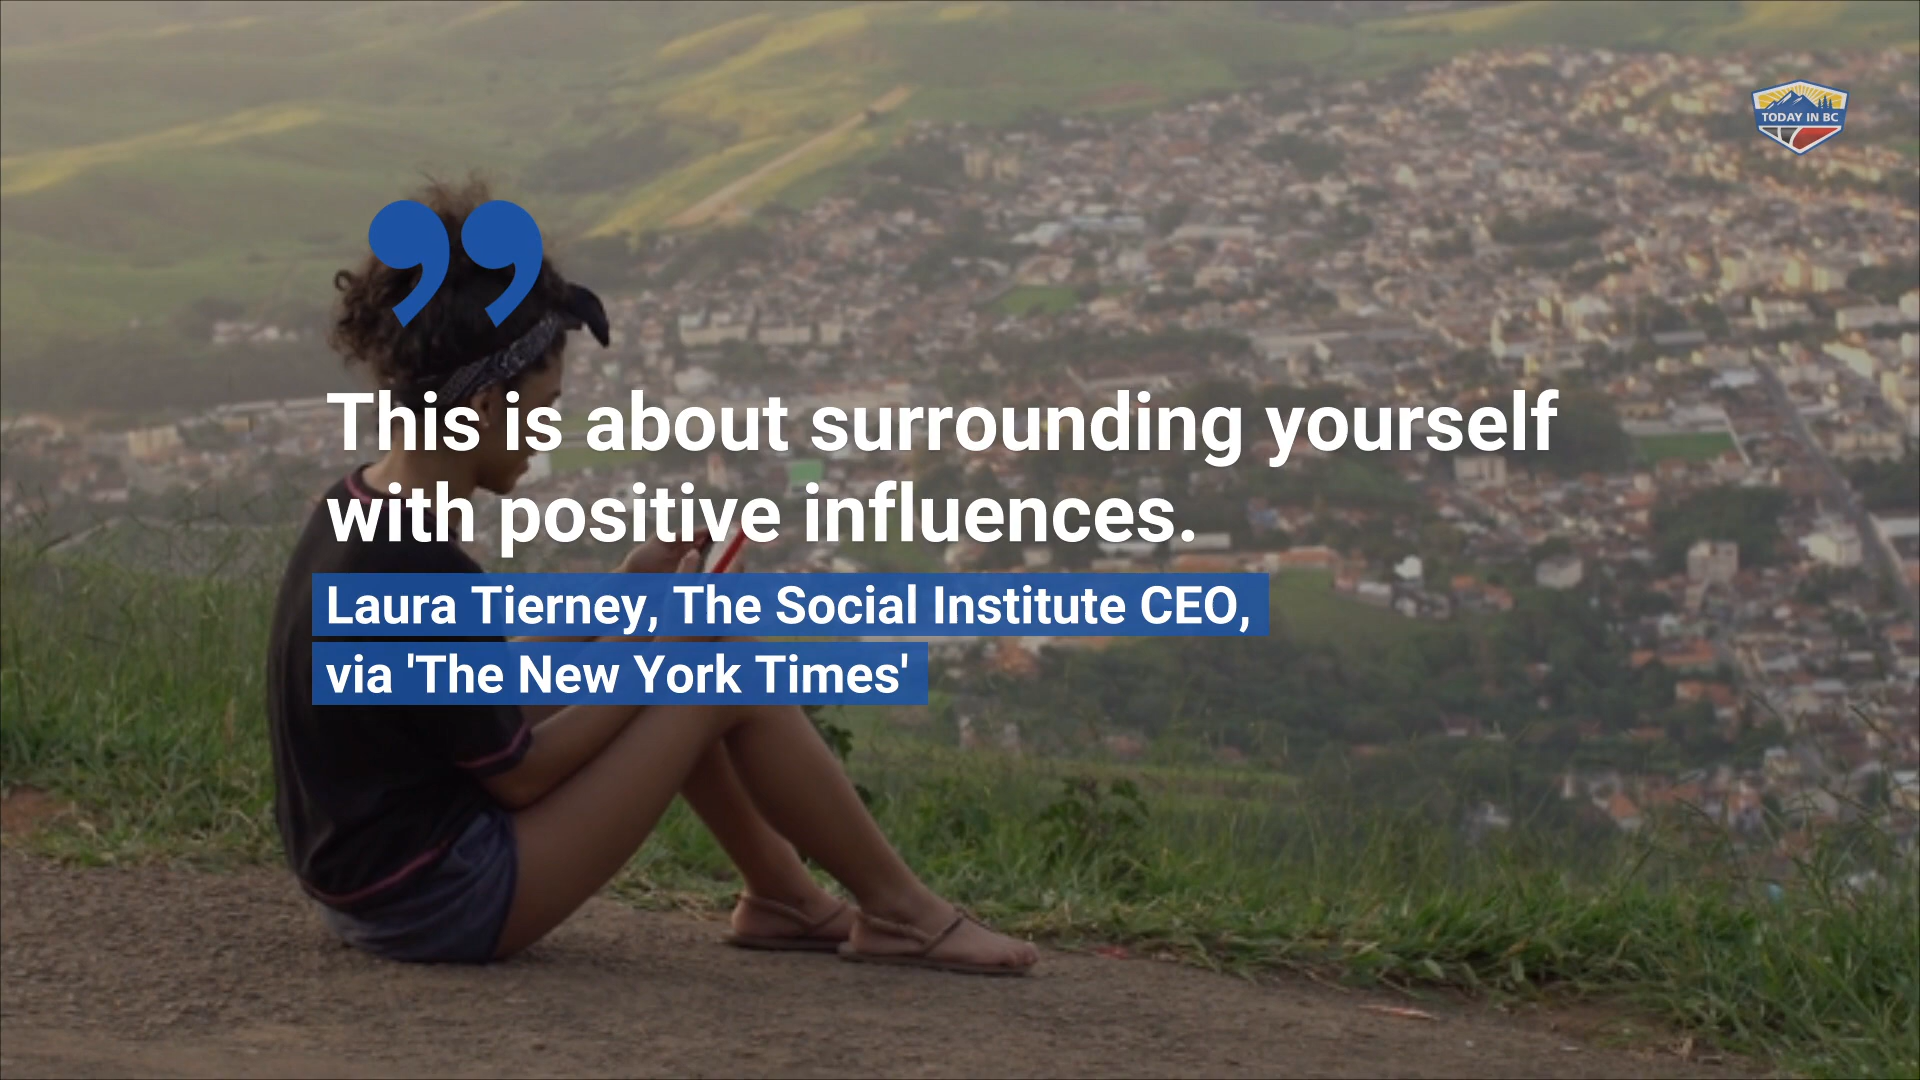 TODAY IN BC
This is about surrounding yourself
with positive influences.
Laura Tierney, The Social Institute CEO,
via 'The New York Times'